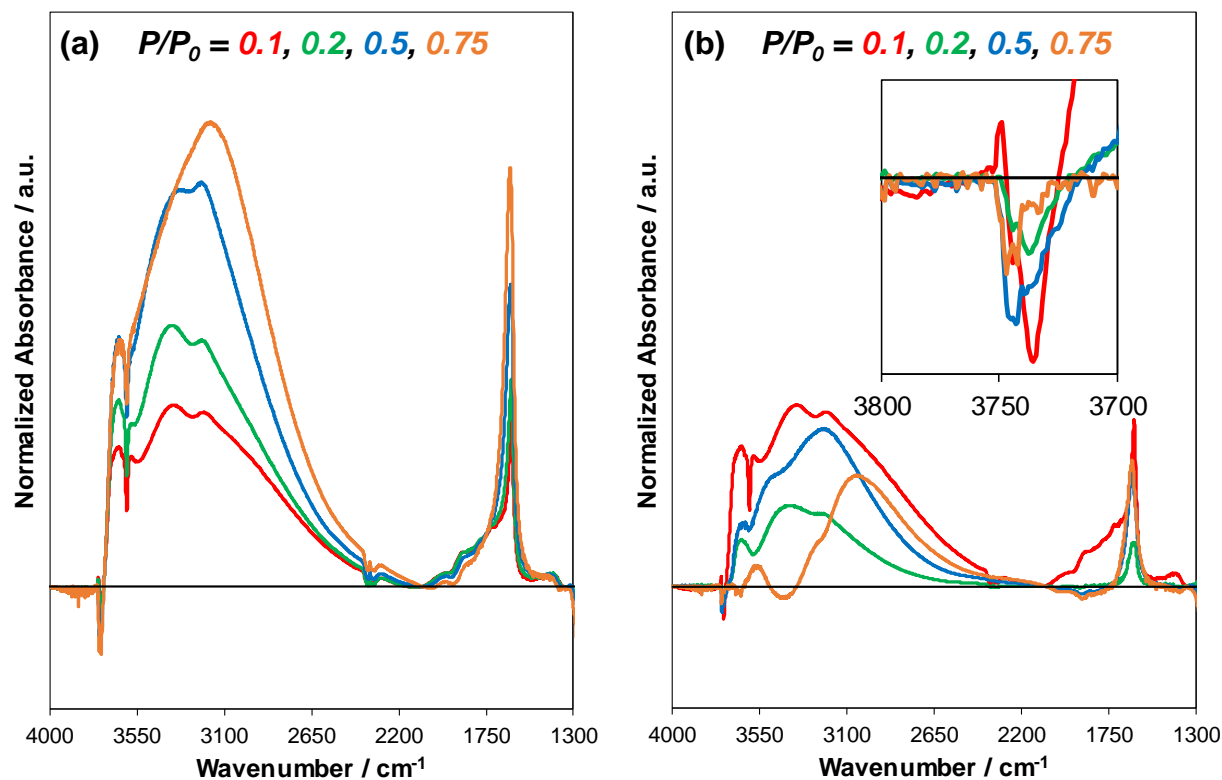 (a) P/P0 = 0.1, 0.2, 0.5, 0.75
Normalized Absorbance / a.u.
4000 3550 3100 2650 2200 1750 1300
Wavenumber / cm-1
(b) P/P0 = 0.1, 0.2, 0.5, 0.75
3800 3750 3700
Normalized Absorbance / a.u.
4000 3550 3100 2650 2200 1750 1300
Wavenumber / cm-1